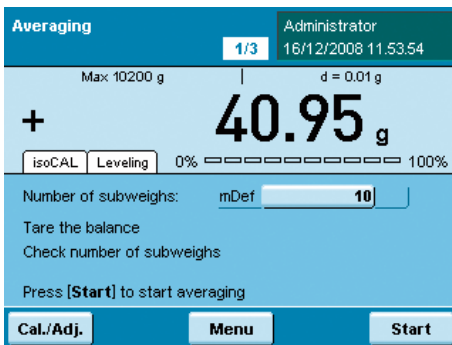 Averaging
1/3
Administrator
16/12/2008 11.53.54
Max 10200 g
d = 0.01 g
+ 40.95 g
isoCAL Leveling 0% 100%
Number of subweighs: mDef 10
Tare the balance
Check number of subweighs
Press [Start] to start averaging
Cal./Adj. Menu Start